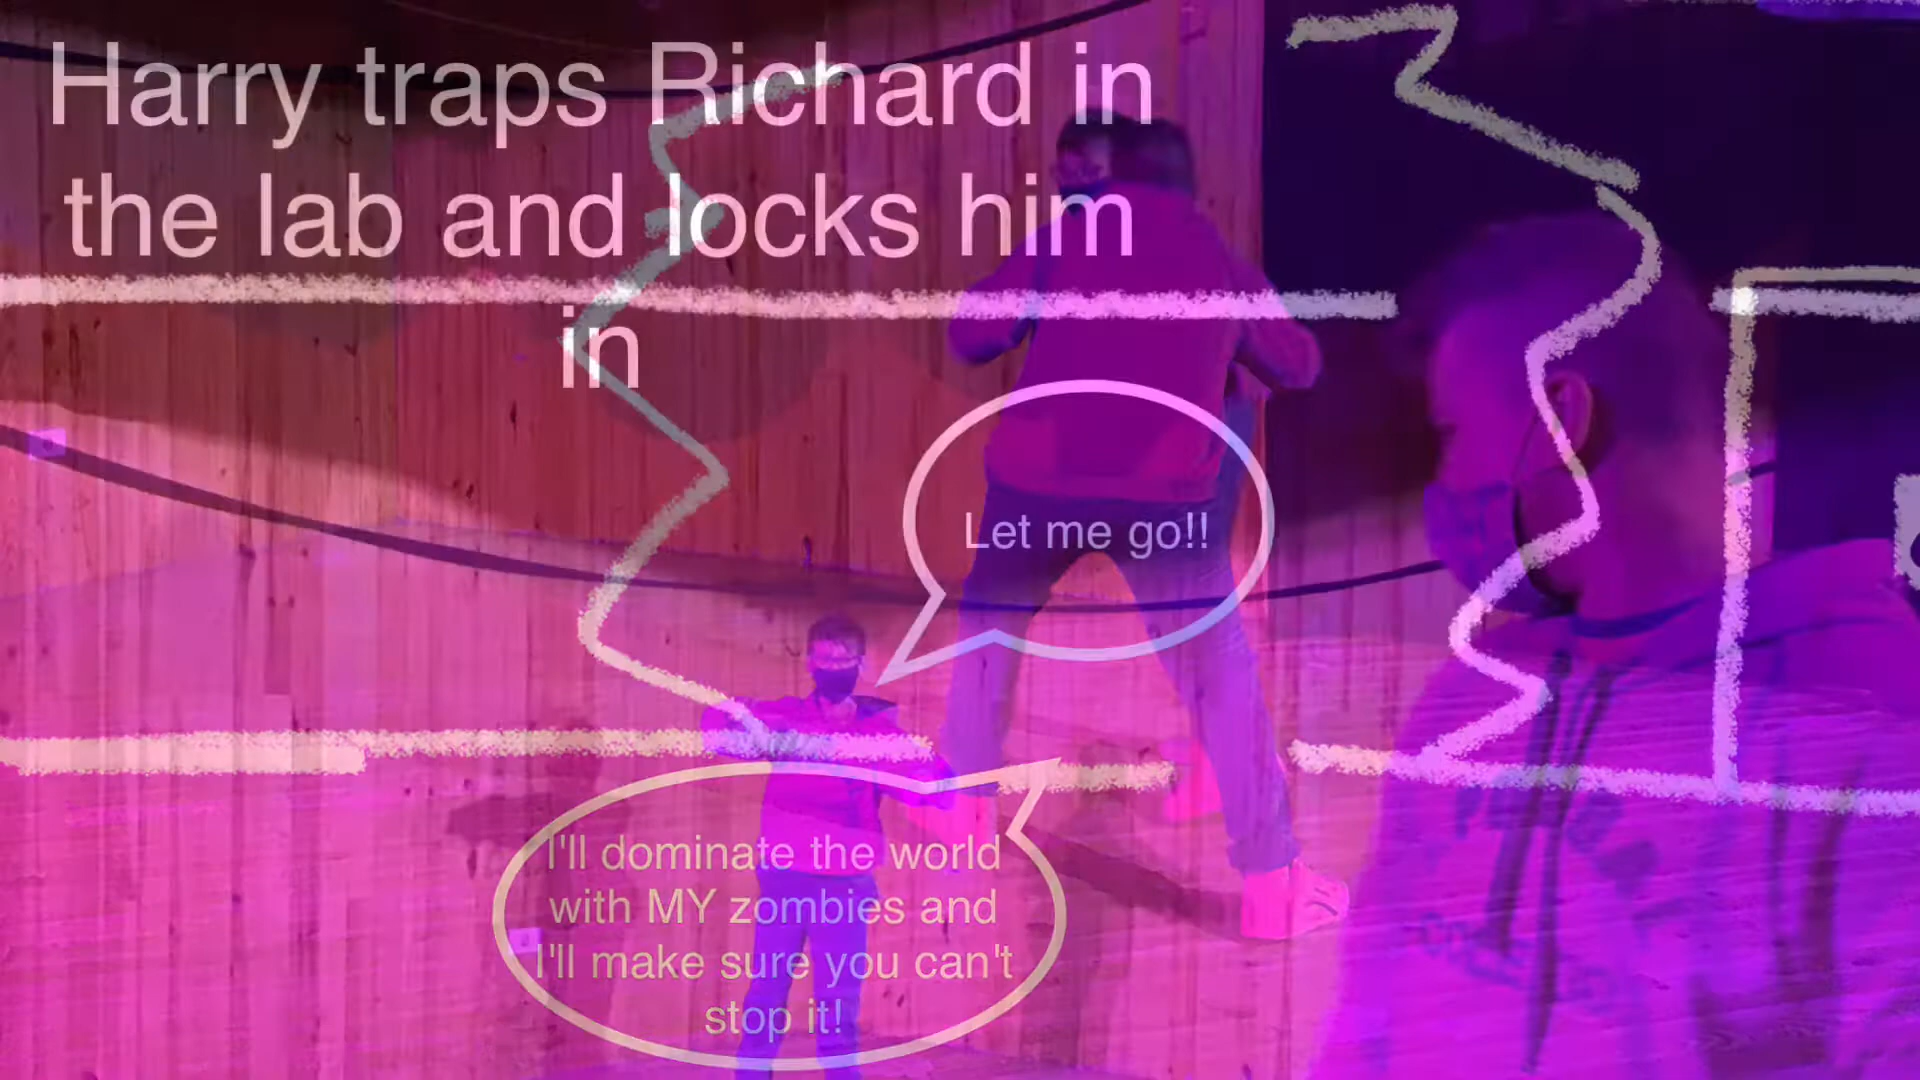 Harry traps Richard in
the lab and locks him
in
Let me go!!
I'll dominate the world
with MY zombies and
I'll make sure you can't
stop it!